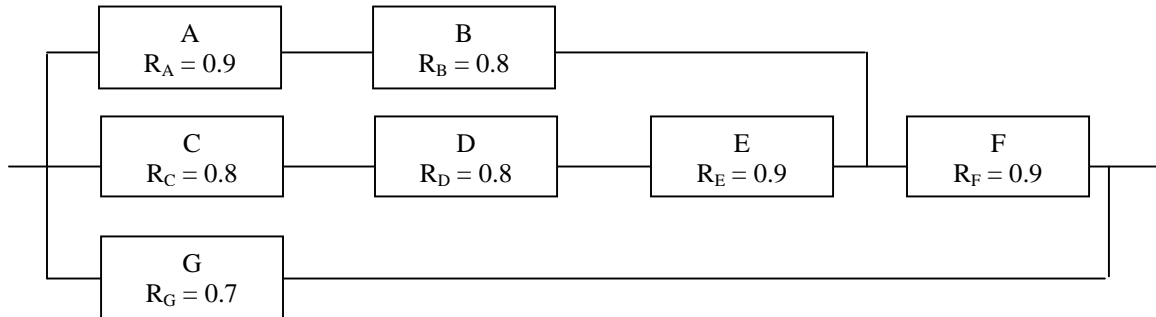 A
R_A = 0.9
B
R_B = 0.8
C
R_C = 0.8
D
R_D = 0.8
E
R_E = 0.9
F
R_F = 0.9
G
R_G = 0.7